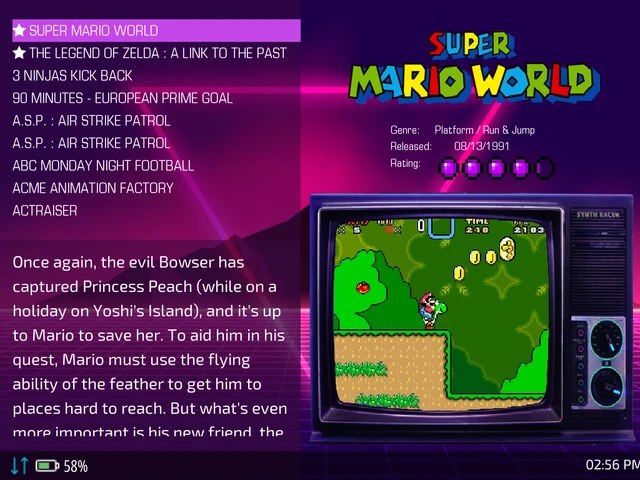 SUPER MARIO WORLD
THE LEGEND OF ZELDA : A LINK TO THE PAST
3 NINJAS KICK BACK
90 MINUTES - EUROPEAN PRIME GOAL
A.S.P. : AIR STRIKE PATROL
A.S.P. : AIR STRIKE PATROL
ABC MONDAY NIGHT FOOTBALL
ACME ANIMATION FACTORY
ACTRAISER
Once again, the evil Bowser has
captured Princess Peach (while on a
holiday on Yoshi's Island), and it's up
to Mario to save her. To aid him in his
quest, Mario must use the flying
ability of the feather to get him to
places hard to reach. But what's even
more important is his new friend, the
SUPER
MARIO WORLD
Genre: Platform / Run & Jump
Released: 08/13/1991
Rating:
SYNTH RACER
TIME
5 0 248 2183
58%
02:56 PM